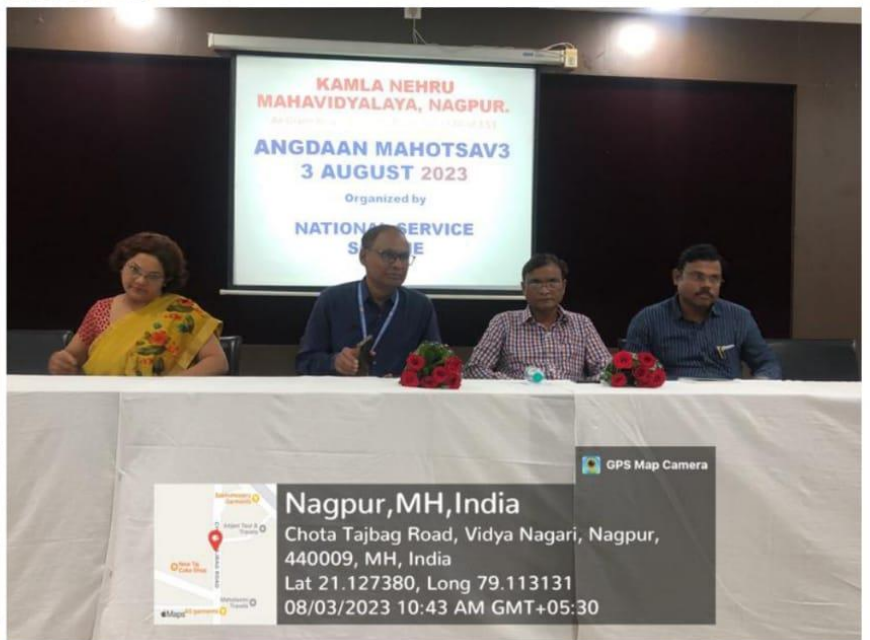 KAMLA NEHRU
MAHAVIDYALAYA, NAGPUR.
ANGDAAN MAHOTSAV3
3 AUGUST 2023
Organized by
NATIONAL SERVICE
GPS Map Camera
Nagpur,MH,India
Chota Tajbag Road, Vidya Nagari, Nagpur,
440009, MH, India
Lat 21.127380, Long 79.113131
08/03/2023 10:43 AM GMT+05:30
Maps